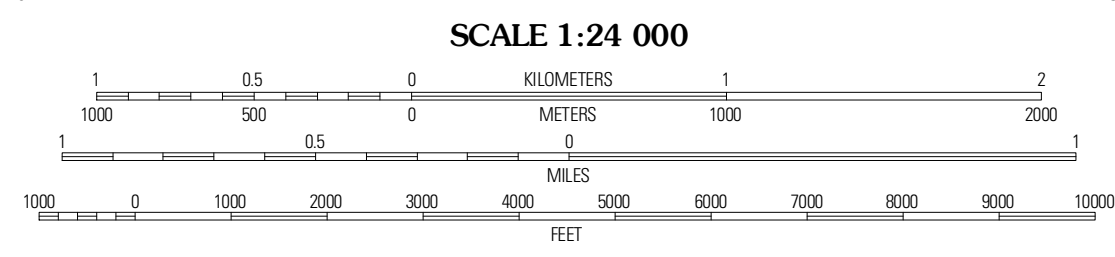 SCALE 1:24 000
1 0.5 0 KILOMETERS 1 2
1000 500 0 METERS 1000 2000
1 0.5 0 1
MILES
1000 0 1000 2000 3000 4000 5000 6000 7000 8000 9000 10000
FEET